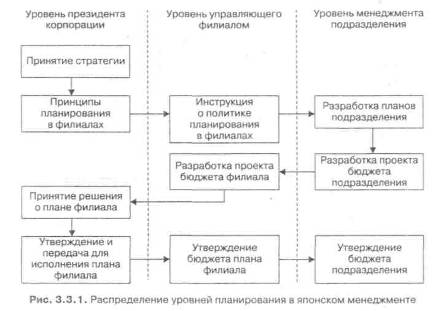 Уровень президента
корпорации
Уровень управляющего
филиалом
Уровень менеджмента
подразделения
Принятие стратегии
Принципы
планирования
в филиалах
Инструкция
о политике
планирования
в филиалах
Разработка планов
подразделения
Разработка проекта
бюджета филиала
Разработка проекта
бюджета
подразделения
Принятие решения
о плане филиала
Утверждение и
передача для
исполнения плана
филиала
Утверждение
бюджета плана
филиала
Утверждение
бюджета
подразделения
Рис. 3.3.1. Распределение уровней планирования в японском менеджменте